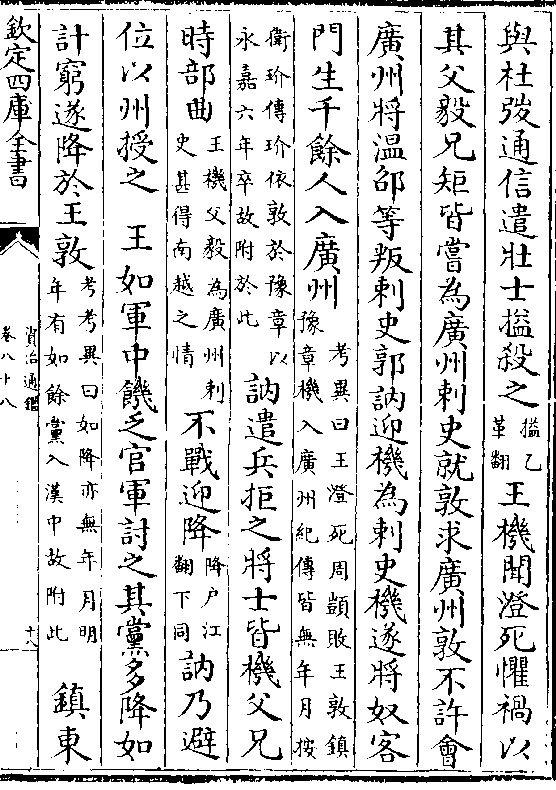 與杜弢通信遣壯士搤殺之搤乙革翻王機聞澄死懼禍以
其父毅兄矩皆嘗為廣州刺史就敦求廣州敦不許會
廣州將溫邵等叛刺史郭訥迎機為刺史機遂將奴客
門生千餘人入廣州考異曰王澄死周顗敗王敦鎮豫章機入廣州紀傳皆無年月按
衛玠傳玠依敦於豫章以永嘉六年卒故附於此訥遣兵拒之將士皆機父兄
時部曲王機父毅為廣州刺史甚得南越之情不戰迎降降户江翻下同訥乃避
位以州授之　王如軍中饑乏官軍討之其黨多降如
計窮遂降於王敦考考異曰如降亦無年月明年有如餘黨入漢中故附此　鎮東
欽定四庫全書
資治通鑑
卷八十八
十八